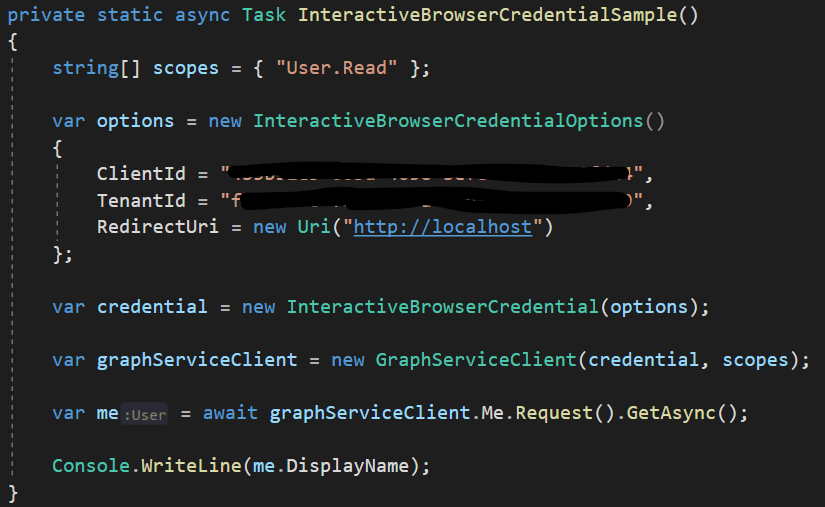 private static async Task InteractiveBrowserCredentialSample()
{
string[] scopes = { "User.Read" };
var options = new InteractiveBrowserCredentialOptions()
{
ClientId = "
TenantId = "
RedirectUri = new Uri("http://localhost")
};
var credential = new InteractiveBrowserCredential(options);
var graphServiceClient = new GraphServiceClient(credential, scopes);
var me :User = await graphServiceClient.Me.Request().GetAsync();
Console.WriteLine(me.DisplayName);
}